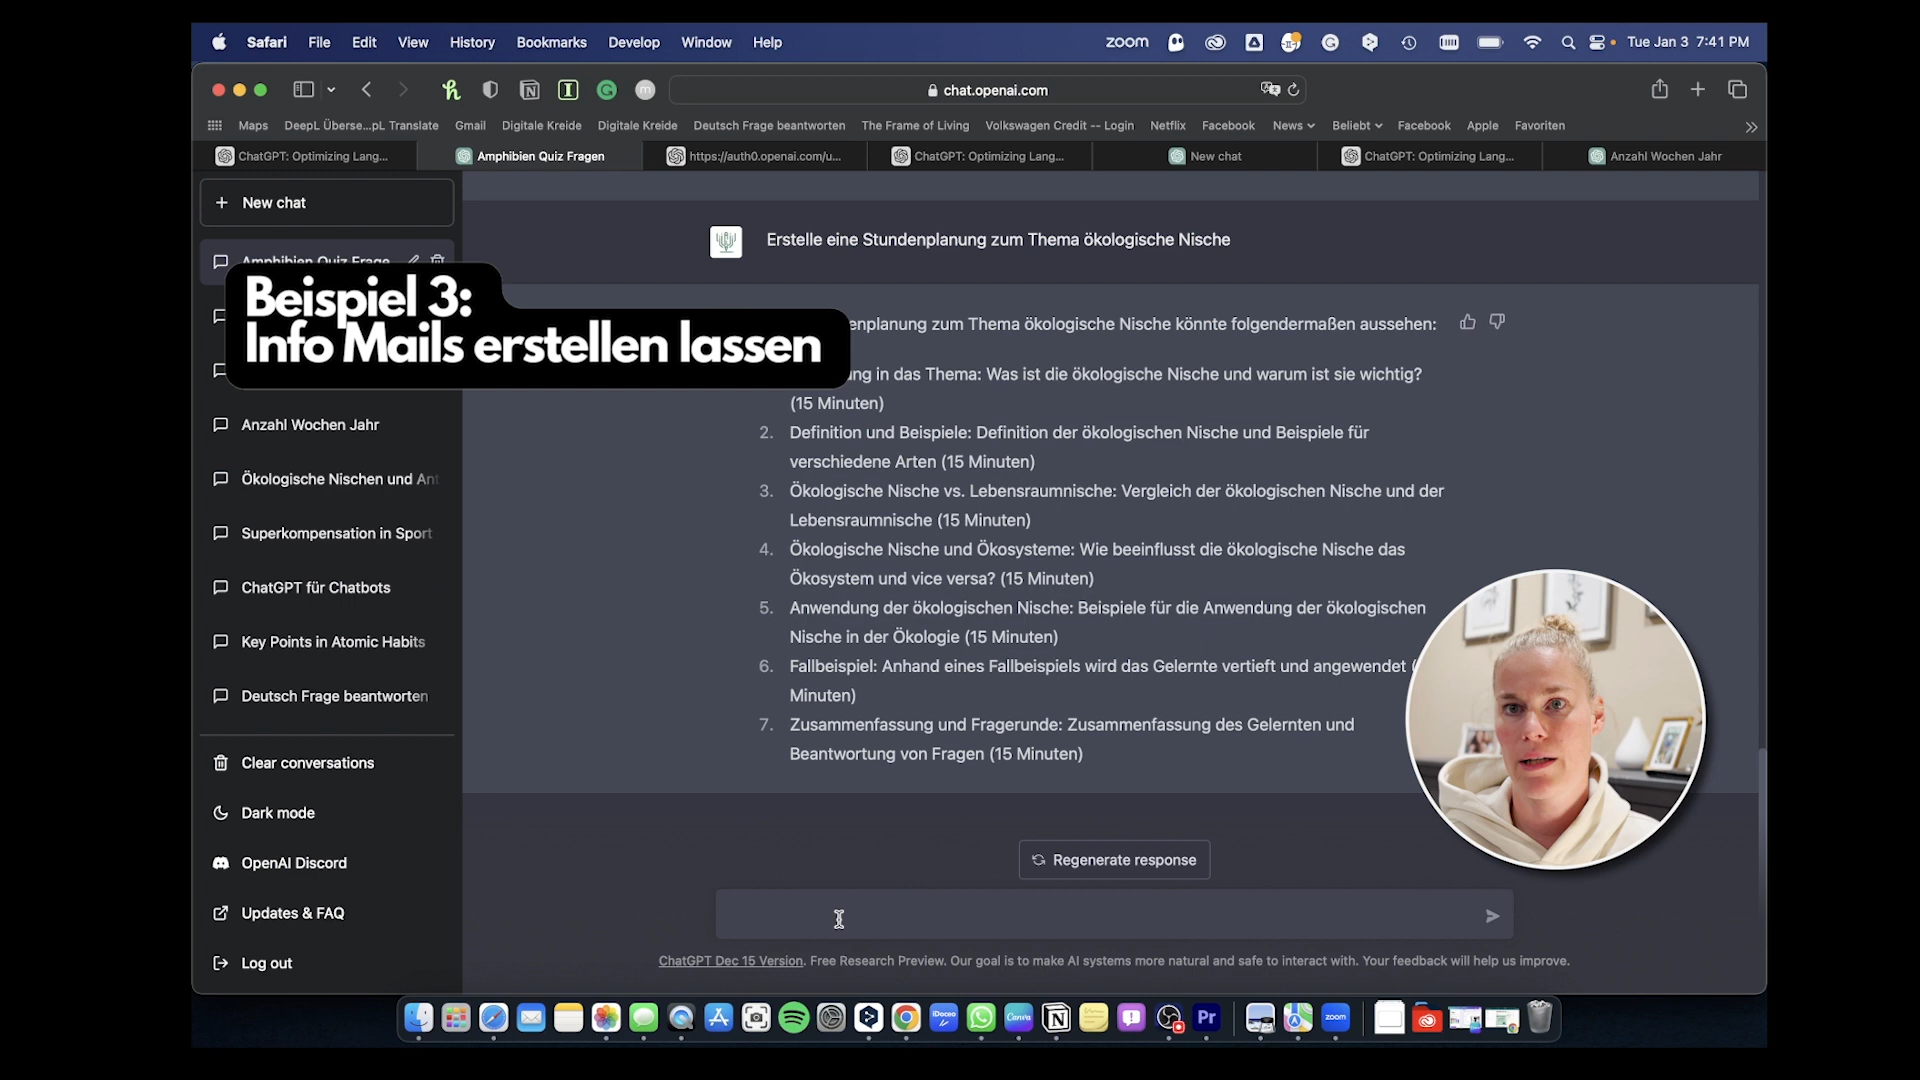 Safari File Edit View History Bookmarks Develop Window Help
zoom
Tue Jan 3 7:41 PM
chat.openai.com
Maps DeepL Überse...pL Translate Gmail Digitale Kreide Digitale Kreide Deutsch Frage beantworten The Frame of Living Volkswagen Credit -- Login Netflix Facebook News Beliebt Facebook Apple Favoriten
ChatGPT: Optimizing Lang...
Amphibien Quiz Fragen
https://auth0.openai.com/u...
ChatGPT: Optimizing Lang...
New chat
ChatGPT: Optimizing Lang...
Anzahl Wochen Jahr
New chat
Amphibien Quiz Frage
Beispiel 3:
Info Mails erstellen lassen
Anzahl Wochen Jahr
Ökologische Nischen und Ant
Superkompensation in Sport
ChatGPT für Chatbots
Key Points in Atomic Habits
Deutsch Frage beantworten
Clear conversations
Dark mode
OpenAI Discord
Updates & FAQ
Log out
Erstelle eine Stundenplanung zum Thema ökologische Nische
enplanung zum Thema ökologische Nische könnte folgendermaßen aussehen:
ng in das Thema: Was ist die ökologische Nische und warum ist sie wichtig?
(15 Minuten)
2. Definition und Beispiele: Definition der ökologischen Nische und Beispiele für
verschiedene Arten (15 Minuten)
3. Ökologische Nische vs. Lebensraumnische: Vergleich der ökologischen Nische und der
Lebensraumnische (15 Minuten)
4. Ökologische Nische und Ökosysteme: Wie beeinflusst die ökologische Nische das
Ökosystem und vice versa? (15 Minuten)
5. Anwendung der ökologischen Nische: Beispiele für die Anwendung der ökologischen
Nische in der Ökologie (15 Minuten)
6. Fallbeispiel: Anhand eines Fallbeispiels wird das Gelernte vertieft und angewendet (
Minuten)
7. Zusammenfassung und Fragerunde: Zusammenfassung des Gelernten und
Beantwortung von Fragen (15 Minuten)
Regenerate response
ChatGPT Dec 15 Version. Free Research Preview. Our goal is to make AI systems more natural and safe to interact with. Your feedback will help us improve.
iDoceo
Canva
Pr
zoom